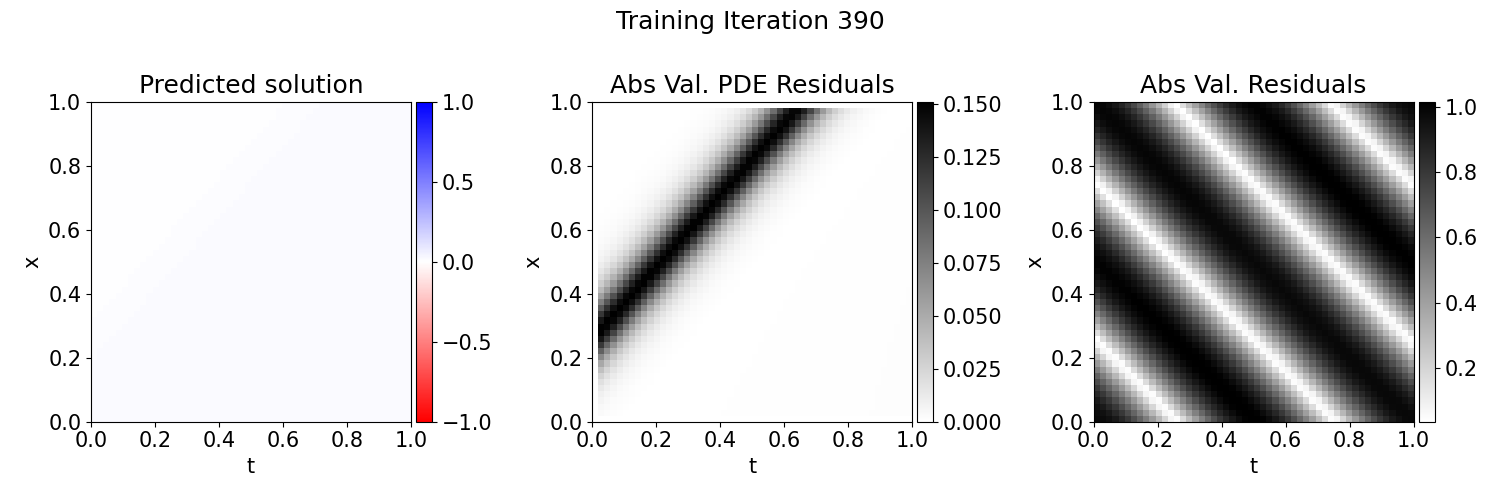 Training Iteration 390
Predicted solution
Abs Val. PDE Residuals
Abs Val. Residuals
1.0
0.8
0.6
0.4
0.2
0.0
x
0.0 0.2 0.4 0.6 0.8 1.0
t
1.0
0.5
0.0
−0.5
−1.0
1.0
0.8
0.6
0.4
0.2
0.0
x
0.0 0.2 0.4 0.6 0.8 1.0
t
0.150
0.125
0.100
0.075
0.050
0.025
0.000
1.0
0.8
0.6
0.4
0.2
0.0
x
0.0 0.2 0.4 0.6 0.8 1.0
t
1.0
0.8
0.6
0.4
0.2